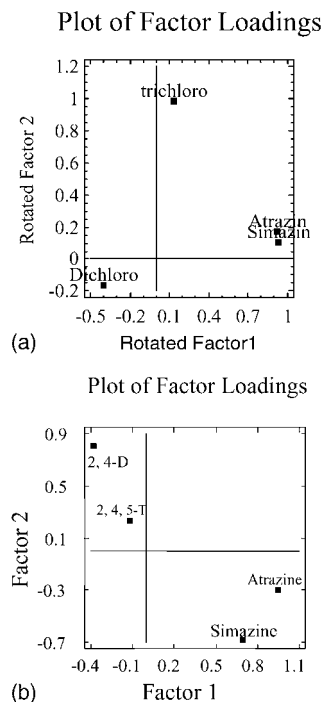 Plot of Factor Loadings
1.2
trichloro
1
0.8
0.6
0.4
Atrazin
0.2
Simazin
0
Dichloro
-0.2
-0.5 -0.2 0.1 0.4 0.7 1
Rotated Factor 2
(a) Rotated Factor1
Plot of Factor Loadings
0.9
2, 4-D
0.5
2, 4, 5-T
0.1
Atrazine
-0.3
Simazine
-0.7
-0.4 -0.1 0.2 0.5 0.8 1.1
Factor 2
(b) Factor 1